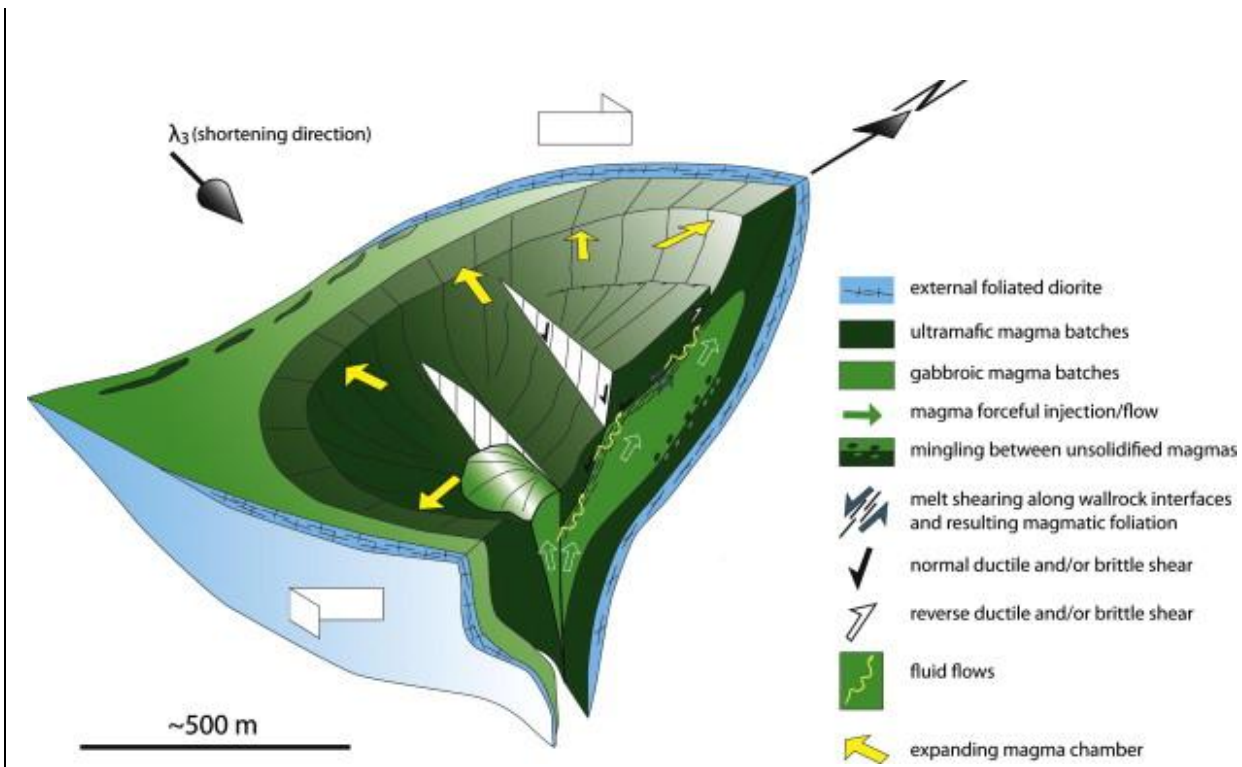 λ3 (shortening direction)
N
external foliated diorite
ultramafic magma batches
gabbroic magma batches
magma forceful injection/flow
mingling between unsolidified magmas
melt shearing along wallrock interfaces
and resulting magmatic foliation
normal ductile and/or brittle shear
reverse ductile and/or brittle shear
fluid flows
~500 m
expanding magma chamber